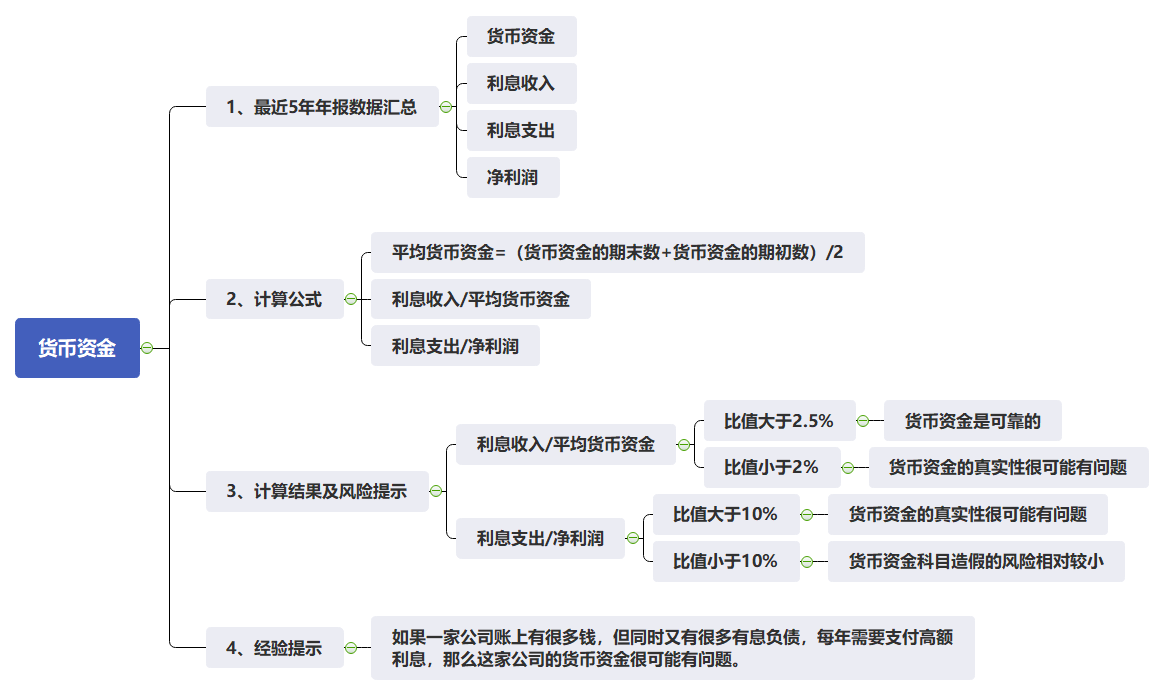 货币资金
1、最近5年年报数据汇总
货币资金
利息收入
利息支出
净利润
2、计算公式
平均货币资金=（货币资金的期末数+货币资金的期初数）/2
利息收入/平均货币资金
利息支出/净利润
3、计算结果及风险提示
利息收入/平均货币资金
比值大于2.5%
货币资金是可靠的
比值小于2%
货币资金的真实性很可能有问题
利息支出/净利润
比值大于10%
货币资金的真实性很可能有问题
比值小于10%
货币资金科目造假的风险相对较小
4、经验提示
如果一家公司账上有很多钱，但同时又有很多有息负债，每年需要支付高额
利息，那么这家公司的货币资金很可能有问题。